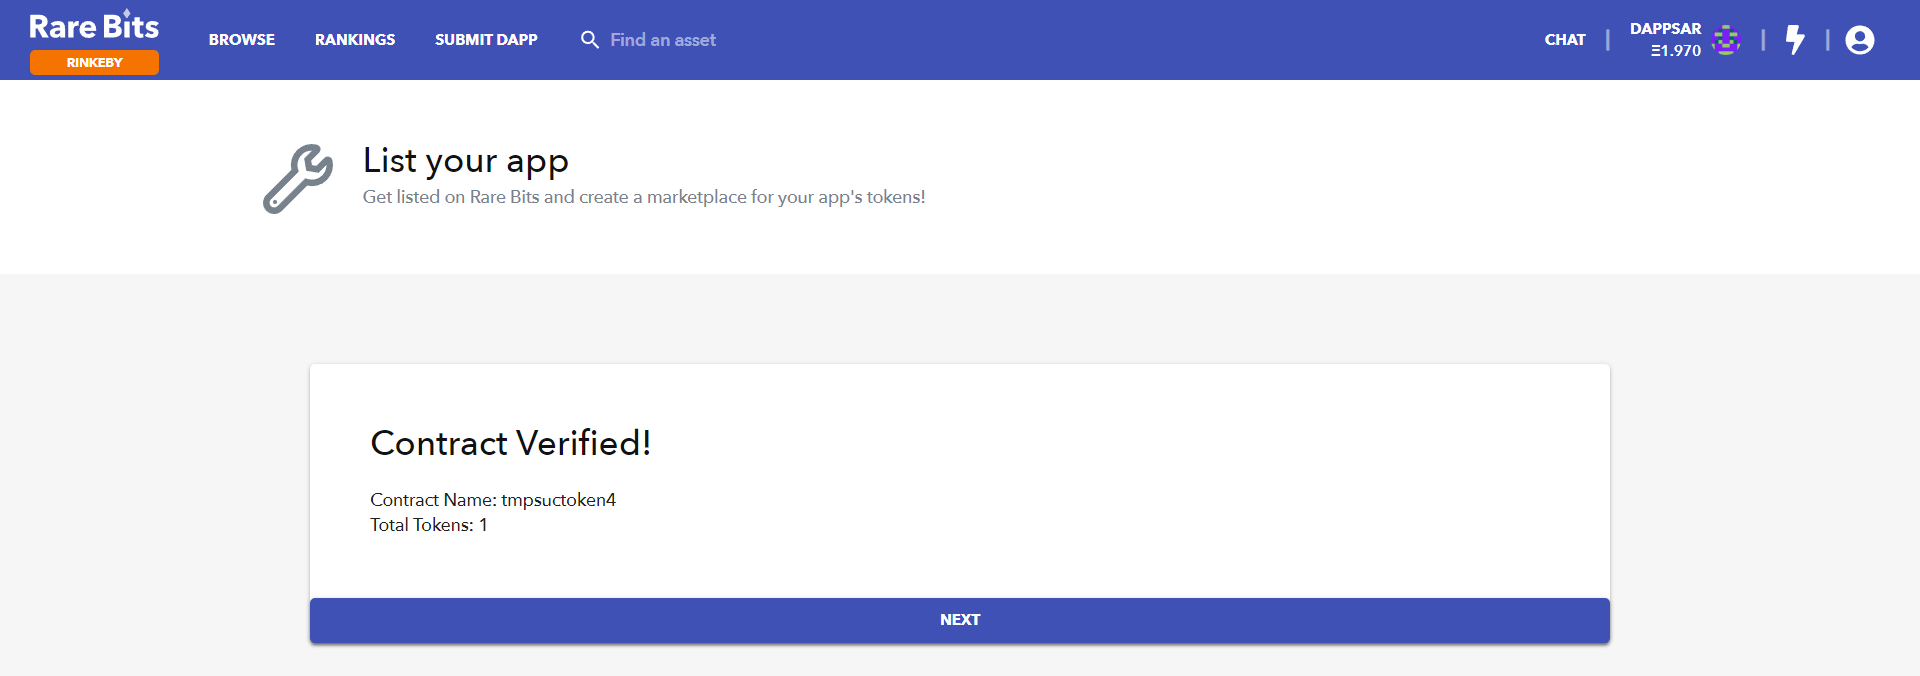 Rare Bits
RINKEBY
BROWSE
RANKINGS
SUBMIT DAPP
Find an asset
CHAT
DAPPSAR
Ξ1.970
List your app
Get listed on Rare Bits and create a marketplace for your app's tokens!
Contract Verified!
Contract Name: tmpsuctoken4
Total Tokens: 1
NEXT